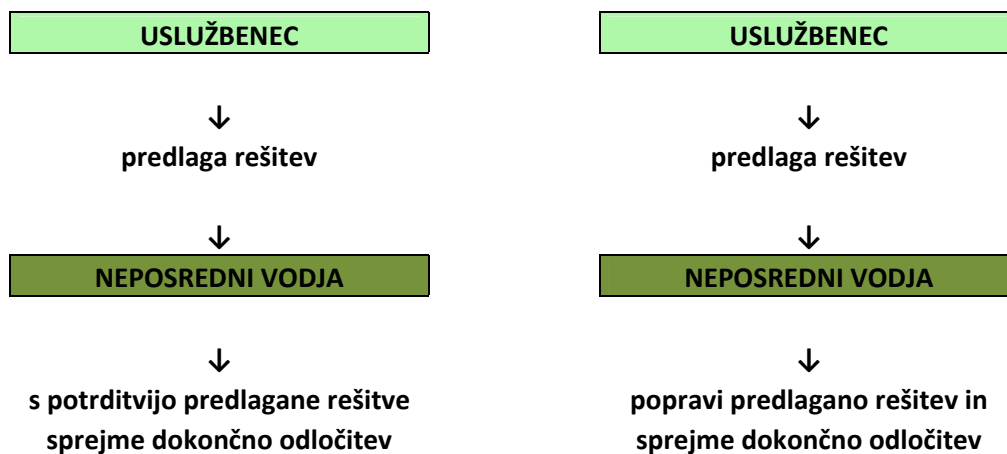 USLUŽBENEC
↓
predlaga rešitev
↓
NEPOSREDNI VODJA
↓
s potrditvijo predlagane rešitve
sprejme dokončno odločitev
USLUŽBENEC
↓
predlaga rešitev
↓
NEPOSREDNI VODJA
↓
popravi predlagano rešitev in
sprejme dokončno odločitev